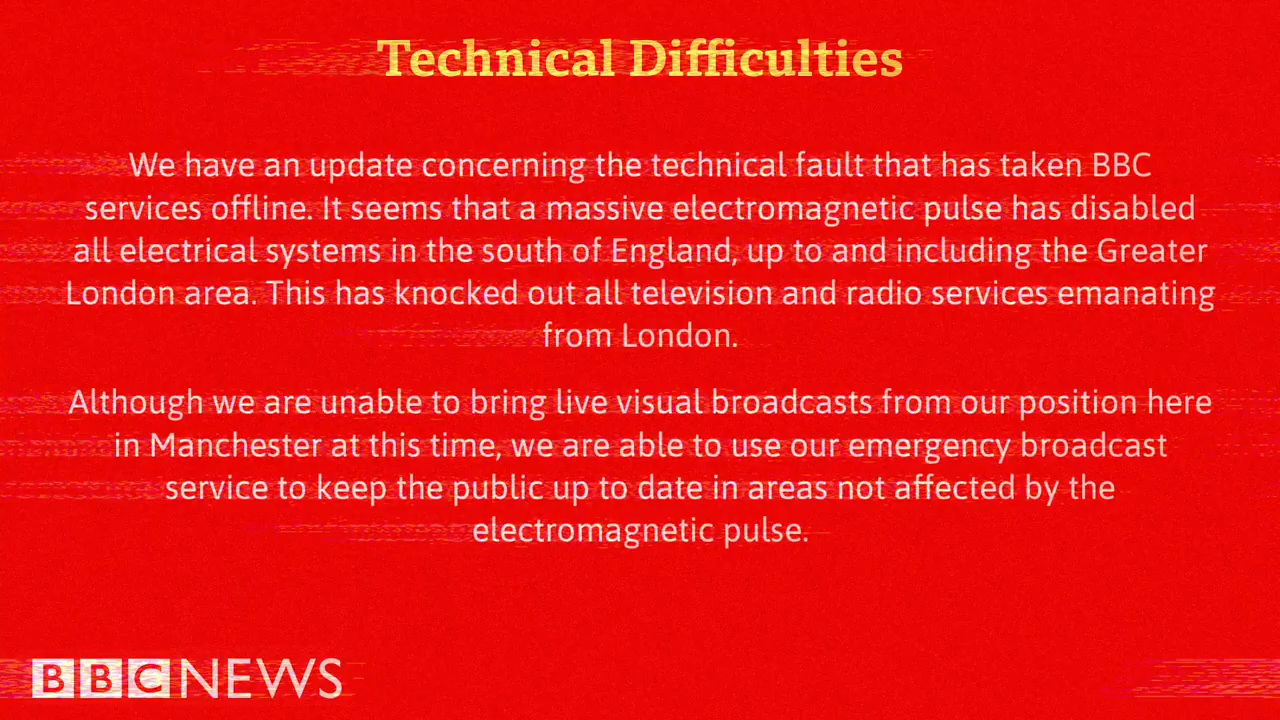 Technical Difficulties
We have an update concerning the technical fault that has taken BBC
services offline. It seems that a massive electromagnetic pulse has disabled
all electrical systems in the south of England, up to and including the Greater
London area. This has knocked out all television and radio services emanating
from London.
Although we are unable to bring live visual broadcasts from our position here
in Manchester at this time, we are able to use our emergency broadcast
service to keep the public up to date in areas not affected by the
electromagnetic pulse.
BBC NEWS